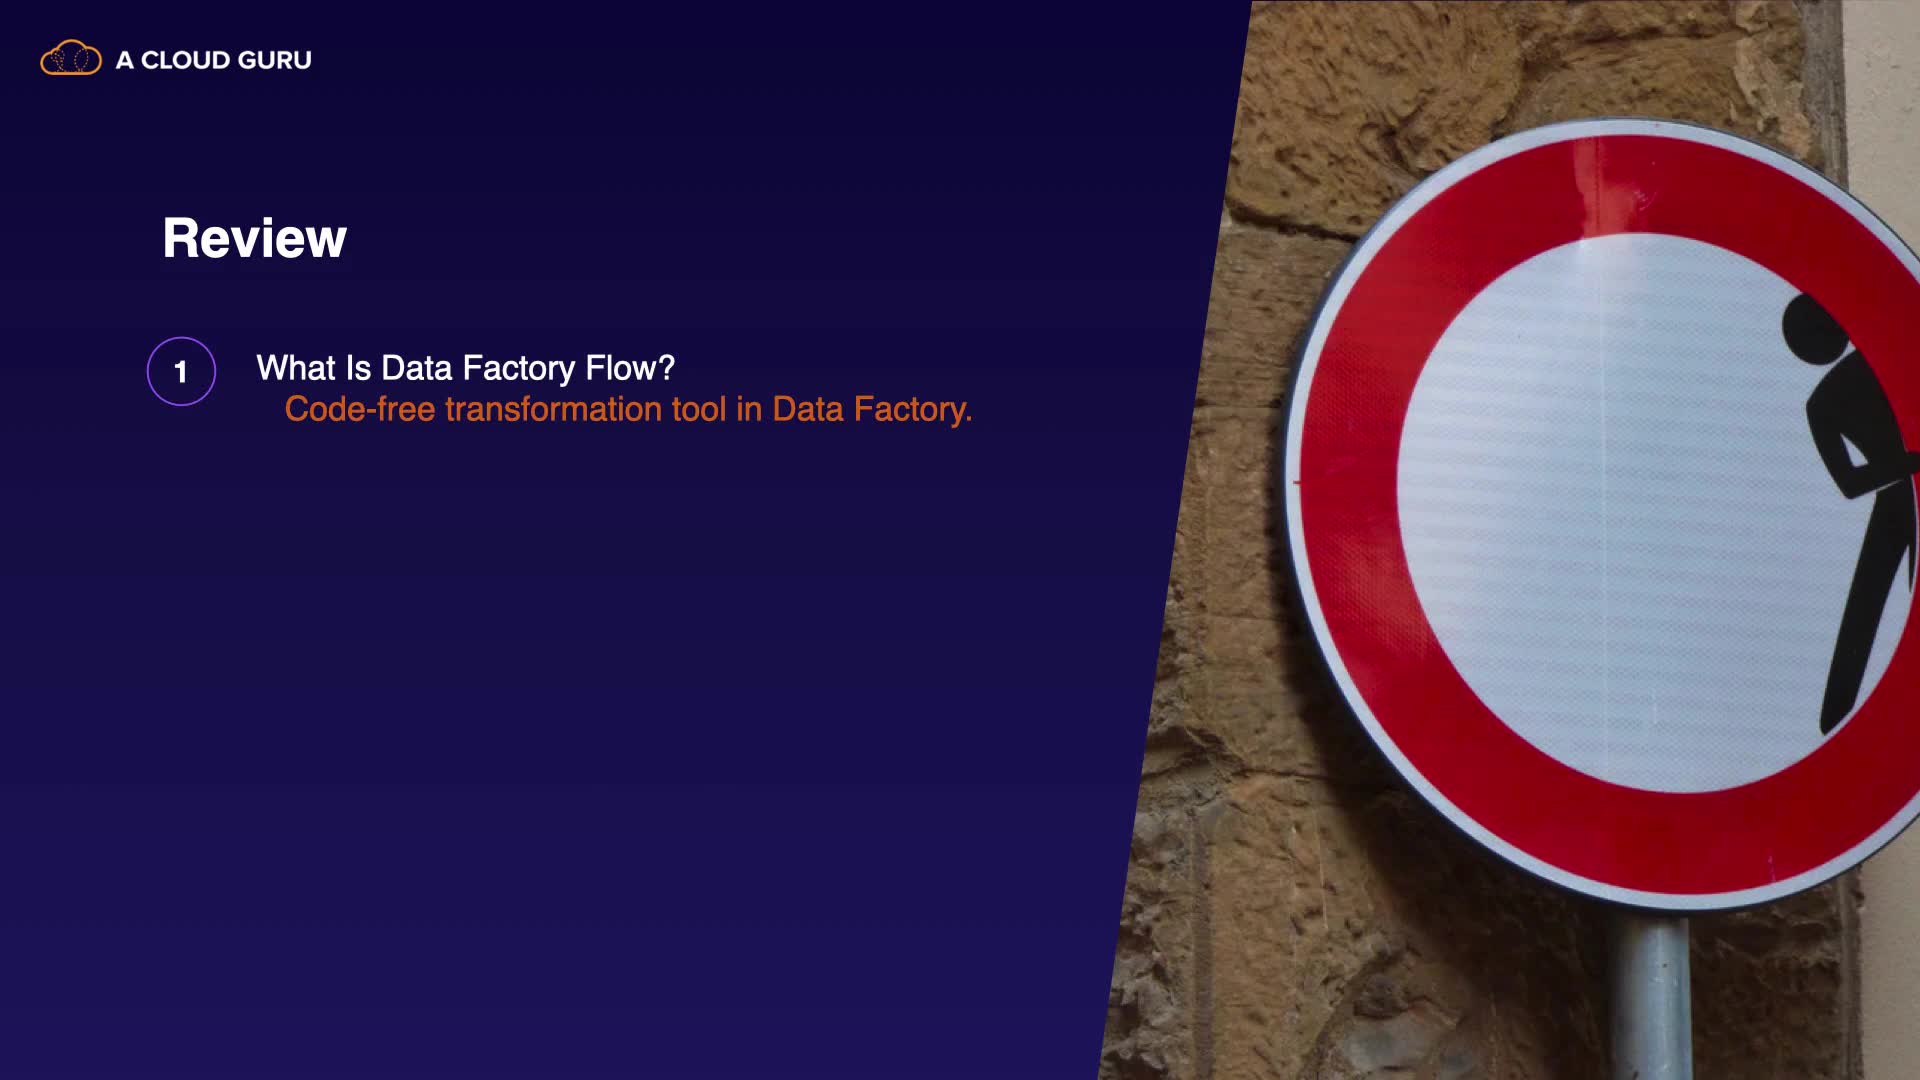 A CLOUD GURU
Review
1
What Is Data Factory Flow?
Code-free transformation tool in Data Factory.